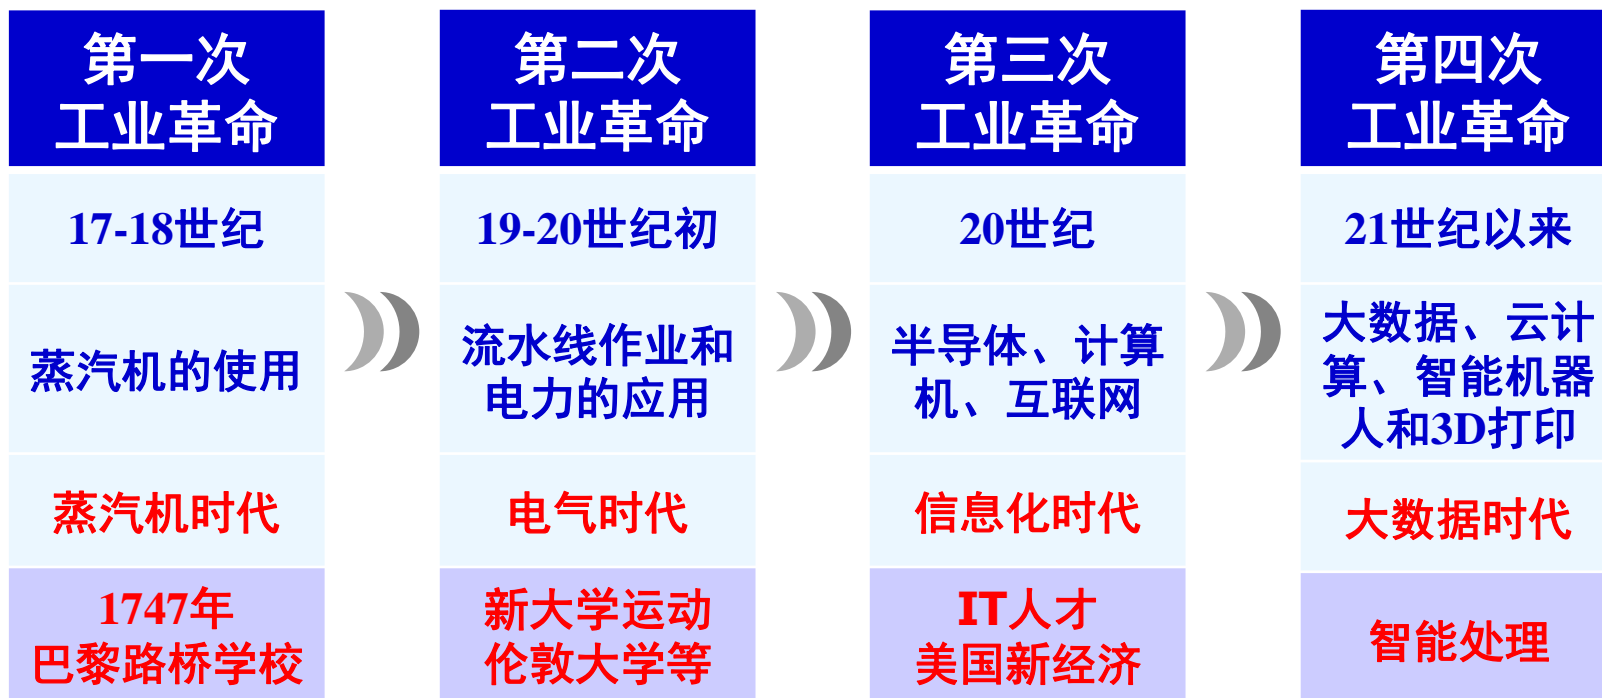 第一次
工业革命
17-18世纪
蒸汽机的使用
蒸汽机时代
1747年
巴黎路桥学校
第二次
工业革命
19-20世纪初
流水线作业和
电力的应用
电气时代
新大学运动
伦敦大学等
第三次
工业革命
20世纪
半导体、计算
机、互联网
信息化时代
IT人才
美国新经济
第四次
工业革命
21世纪以来
大数据、云计
算、智能机器
人和3D打印
大数据时代
智能处理